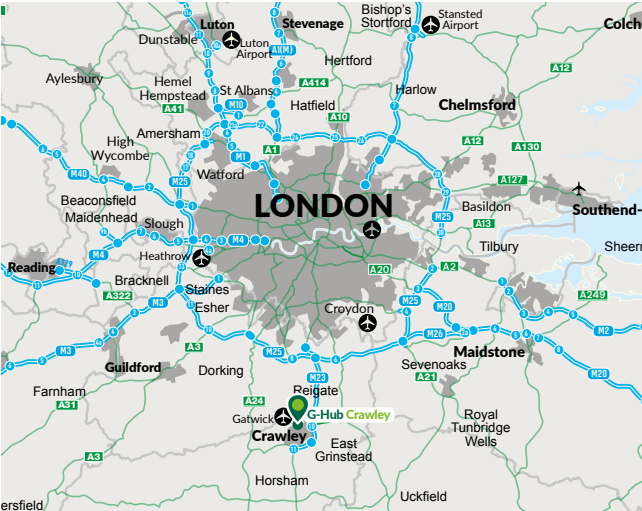 Bishop's
Stortford
Stansted
Airport
Luton
Stevenage
Colch
Dunstable
Luton
Airport
A1(M)
Hertford
A12
Aylesbury
Hemel
Hempstead
St Albans
A414
Harlow
M10
Hatfield
A41
Chelmsford
A10
Amersham
High
Wycombe
A1
A12
A130
M1
M40
Watford
M25
A127
Beaconsfield
LONDON
Basildon
Southend-
Maidenhead
M25
Slough
A13
M4
Tilbury
Sheern
M4
Heathrow
Reading
A329
A20
A2
Bracknell
Staines
A322
A249
M3
Esher
Croydon
M25
M20
M2
M26
A3
M3
M25
Maidstone
Guildford
Sevenoaks
Dorking
M23
A21
M20
Farnham
Reigate
A31
A24
G-Hub Crawley
Gatwick
Royal
Tunbridge
Wells
Crawley
East
Grinstead
A3
Horsham
Uckfield
ersfield